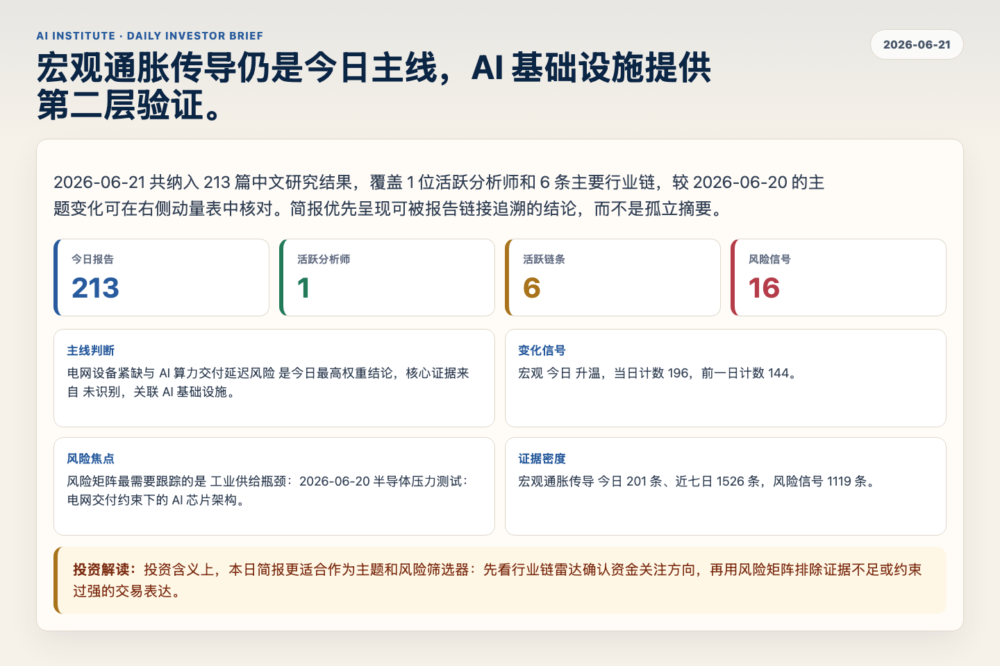 AI INSTITUTE · DAILY INVESTOR BRIEF
2026-06-21
宏观通胀传导仍是今日主线，AI 基础设施提供
第二层验证。
2026-06-21 共纳入 213 篇中文研究结果，覆盖 1 位活跃分析师和 6 条主要行业链，较 2026-06-20 的主
题变化可在右侧动量表中核对。简报优先呈现可被报告链接追溯的结论，而不是孤立摘要。
今日报告
213
活跃分析师
1
活跃链条
6
风险信号
16
主线判断
电网设备紧缺与 AI 算力交付延迟风险 是今日最高权重结论，核心证据来
自 未识别，关联 AI 基础设施。
变化信号
宏观 今日 升温，当日计数 196，前一日计数 144。
风险焦点
风险矩阵最需要跟踪的是 工业供给瓶颈：2026-06-20 半导体压力测试：
电网交付约束下的 AI 芯片架构。
证据密度
宏观通胀传导 今日 201 条、近七日 1526 条，风险信号 1119 条。
投资解读：投资含义上，本日简报更适合作为主题和风险筛选器：先看行业链雷达确认资金关注方向，再用风险矩阵排除证据不足或约束
过强的交易表达。